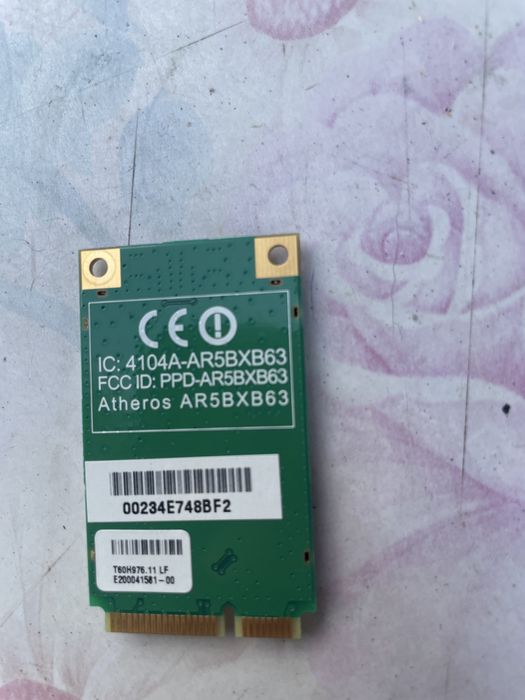 CE
IC: 4104A-AR5BXB63
FCC ID: PPD-AR5BXB63
Atheros AR5BXB63
00234E748BF2
T60H976.11 LF
E200041581-00